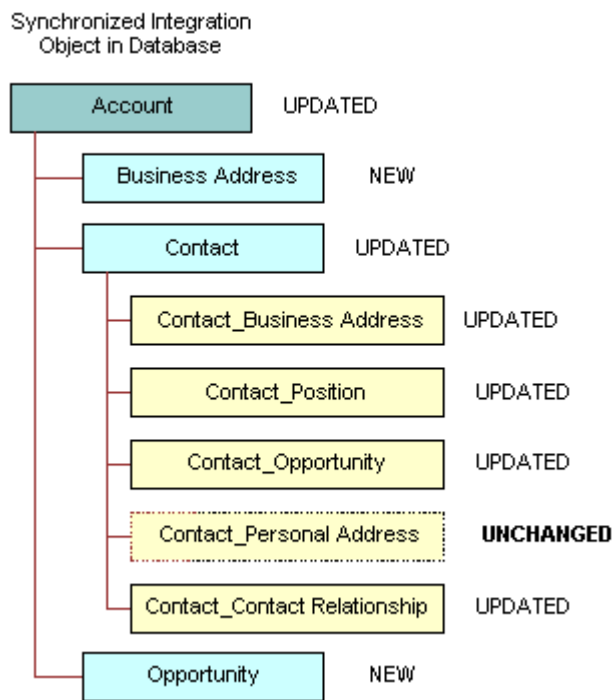 Synchronized Integration
Object in Database
Account UPDATED
Business Address NEW
Contact UPDATED
Contact_Business Address UPDATED
Contact_Position UPDATED
Contact_Opportunity UPDATED
Contact_Personal Address UNCHANGED
Contact_Contact Relationship UPDATED
Opportunity NEW